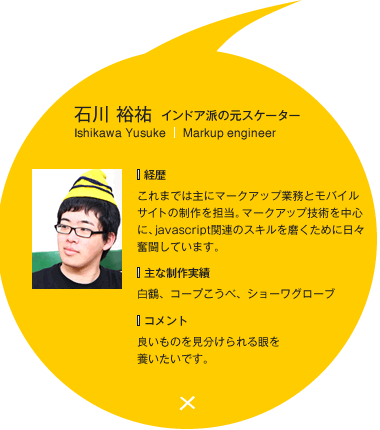 石川 裕祐 インドア派の元スケーター
Ishikawa Yusuke | Markup engineer
経歴
これまでは主にマークアップ業務とモバイル
サイトの制作を担当。マークアップ技術を中心
に、javascript関連のスキルを磨くために日々
奮闘しています。
主な制作実績
白鶴、コープこうべ、ショーワグローブ
コメント
良いものを見分けられる眼を
養いたいです。